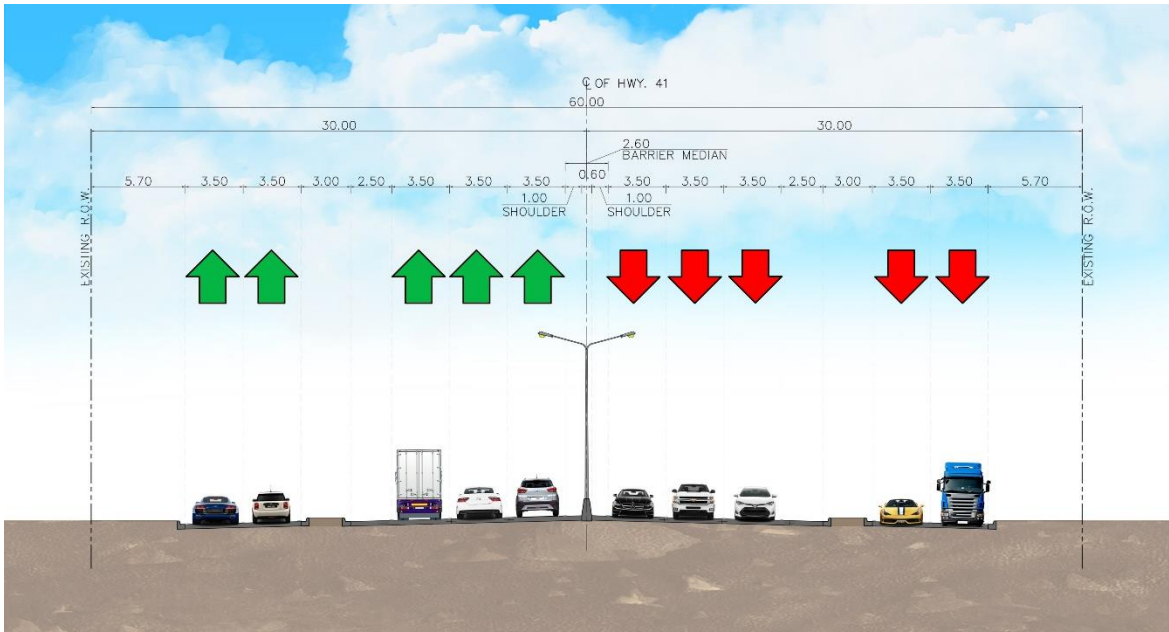 ℄ OF HWY. 41
60.00
30.00 30.00
2.60
BARRIER MEDIAN
0.60
5.70 3.50 3.50 3.00 2.50 3.50 3.50 3.50 3.50 3.50 3.50 2.50 3.00 3.50 3.50 5.70
1.00 1.00
SHOULDER SHOULDER
EXISTING R.O.W.
EXISTING R.O.W.